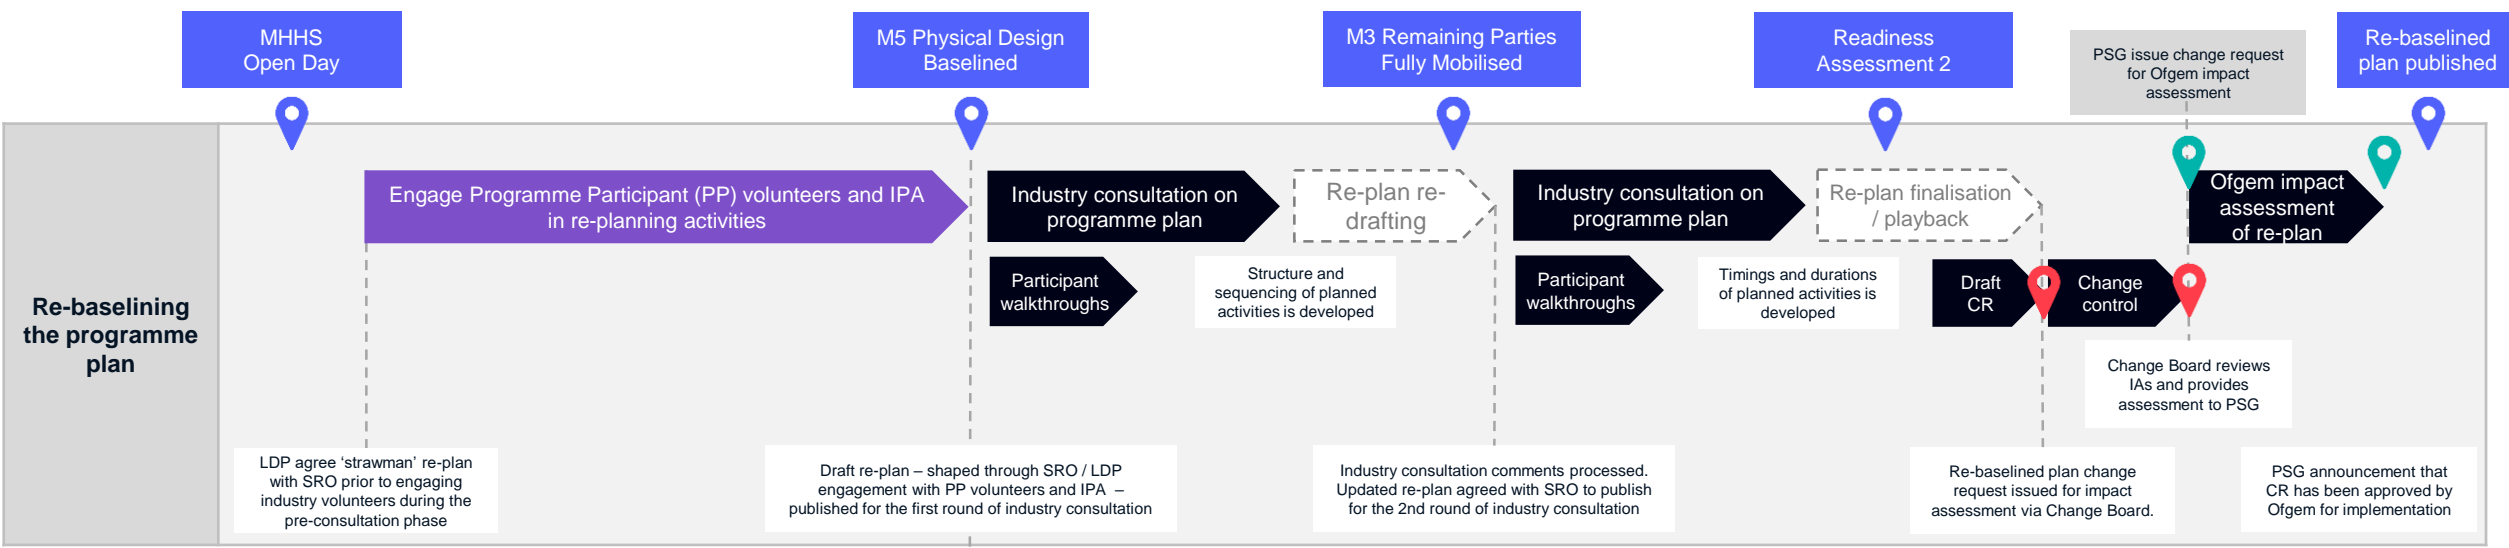 MHHS
Open Day
M5 Physical Design
Baselined
M3 Remaining Parties
Fully Mobilised
Readiness
Assessment 2
PSG issue change request
for Ofgem impact
assessment
Re-baselined
plan published
Re-baselining
the programme
plan
Engage Programme Participant (PP) volunteers and IPA
in re-planning activities
Industry consultation on
programme plan
Re-plan re-
drafting
Industry consultation on
programme plan
Re-plan finalisation
/ playback
Ofgem impact
assessment
of re-plan
Participant
walkthroughs
Structure and
sequencing of planned
activities is developed
Participant
walkthroughs
Timings and durations
of planned activities is
developed
Draft
CR
Change
control
Change Board reviews
IAs and provides
assessment to PSG
LDP agree ‘strawman’ re-plan
with SRO prior to engaging
industry volunteers during the
pre-consultation phase
Draft re-plan – shaped through SRO / LDP
engagement with PP volunteers and IPA –
published for the first round of industry consultation
Industry consultation comments processed.
Updated re-plan agreed with SRO to publish
for the 2nd round of industry consultation
Re-baselined plan change
request issued for impact
assessment via Change Board.
PSG announcement that
CR has been approved by
Ofgem for implementation